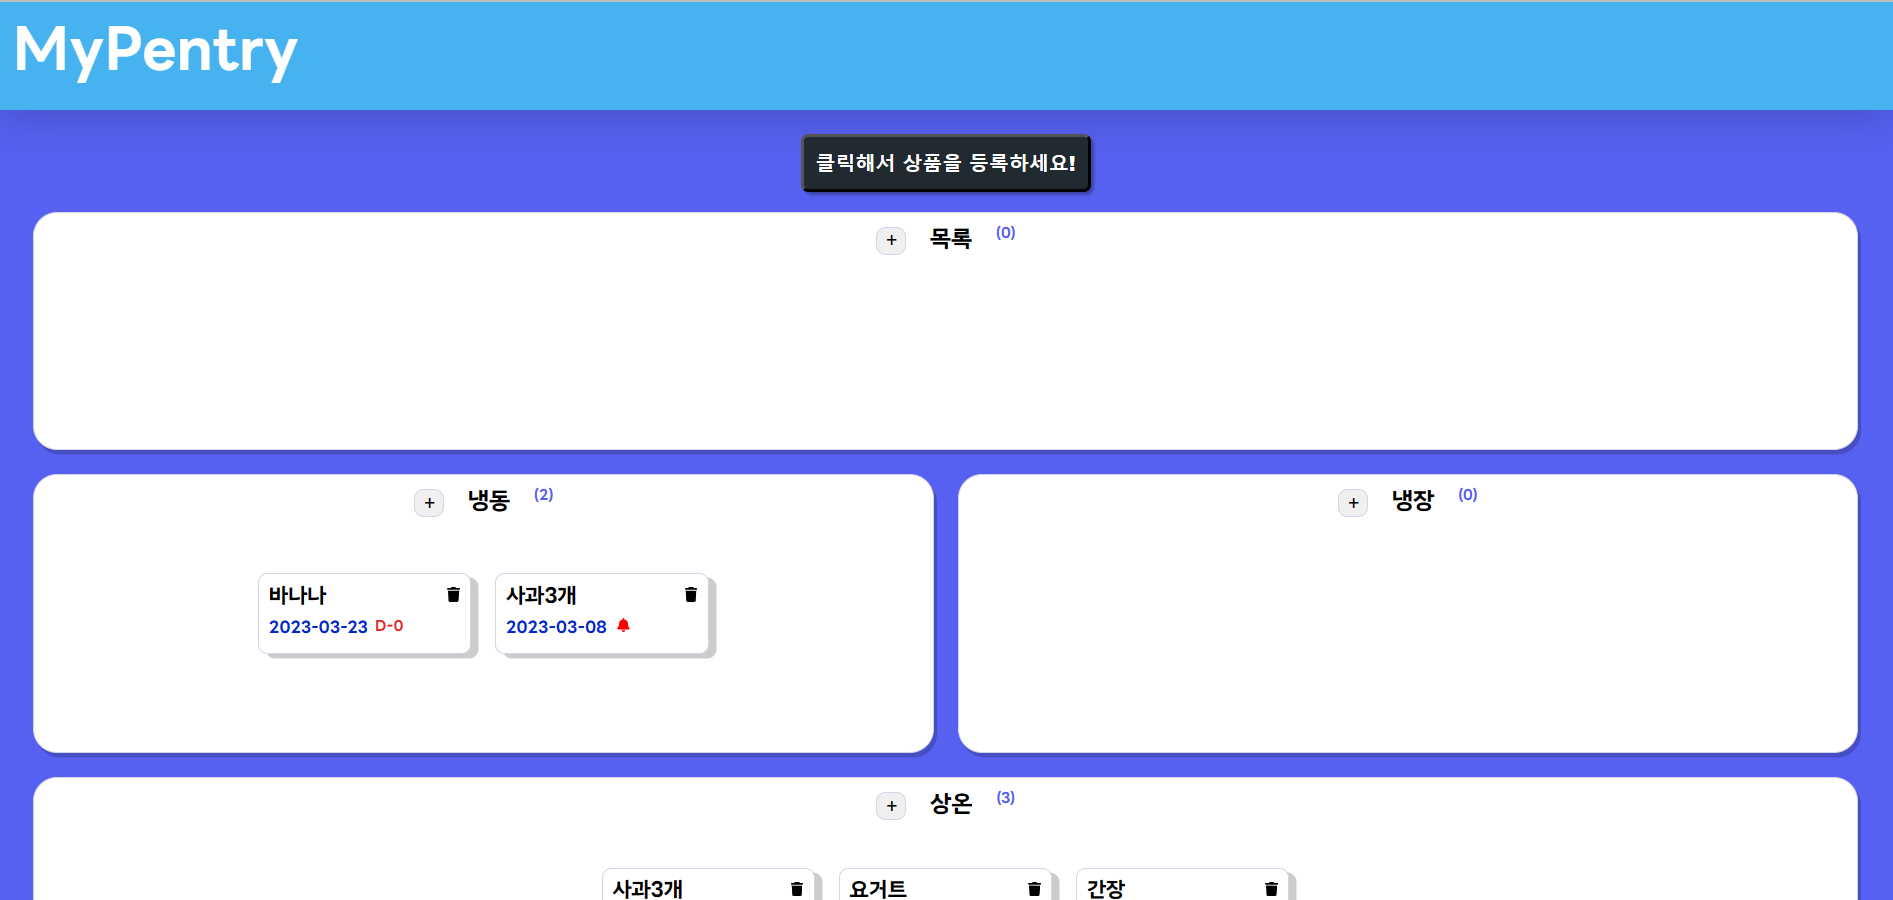 MyPentry
클릭해서 상품을 등록하세요!
+ 목록 (0)
+ 냉동 (2)
바나나
2023-03-23 D-0
사과3개
2023-03-08
+ 냉장 (0)
+ 상온 (3)
사과3개
요거트
간장